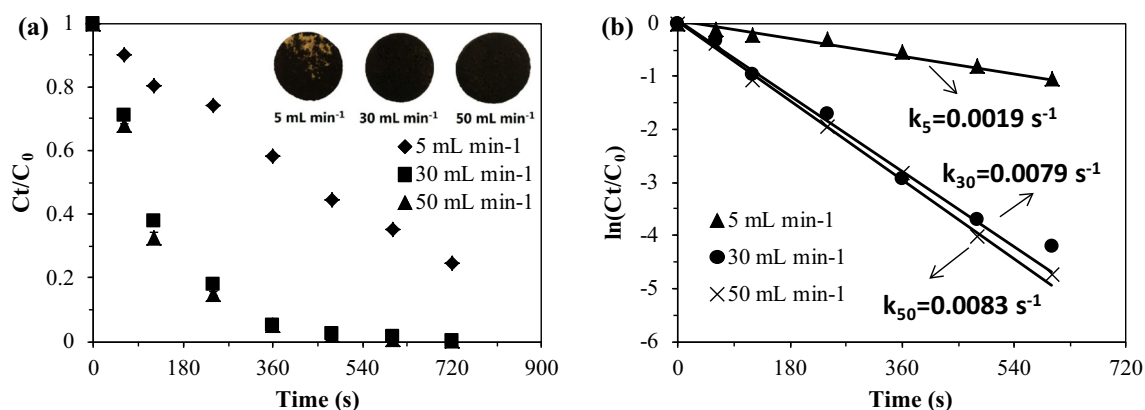 (a)
1
0.8
0.6
0.4
0.2
0
Ct/C₀
0 180 360 540 720 900
Time (s)
5 mL min⁻¹ 30 mL min⁻¹ 50 mL min⁻¹
5 mL min-1
30 mL min-1
50 mL min-1
(b)
0
-1
-2
-3
-4
-5
-6
ln(Ct/C₀)
0 180 360 540 720
Time (s)
k₅=0.0019 s⁻¹
k₃₀=0.0079 s⁻¹
k₅₀=0.0083 s⁻¹
5 mL min-1
30 mL min-1
50 mL min-1